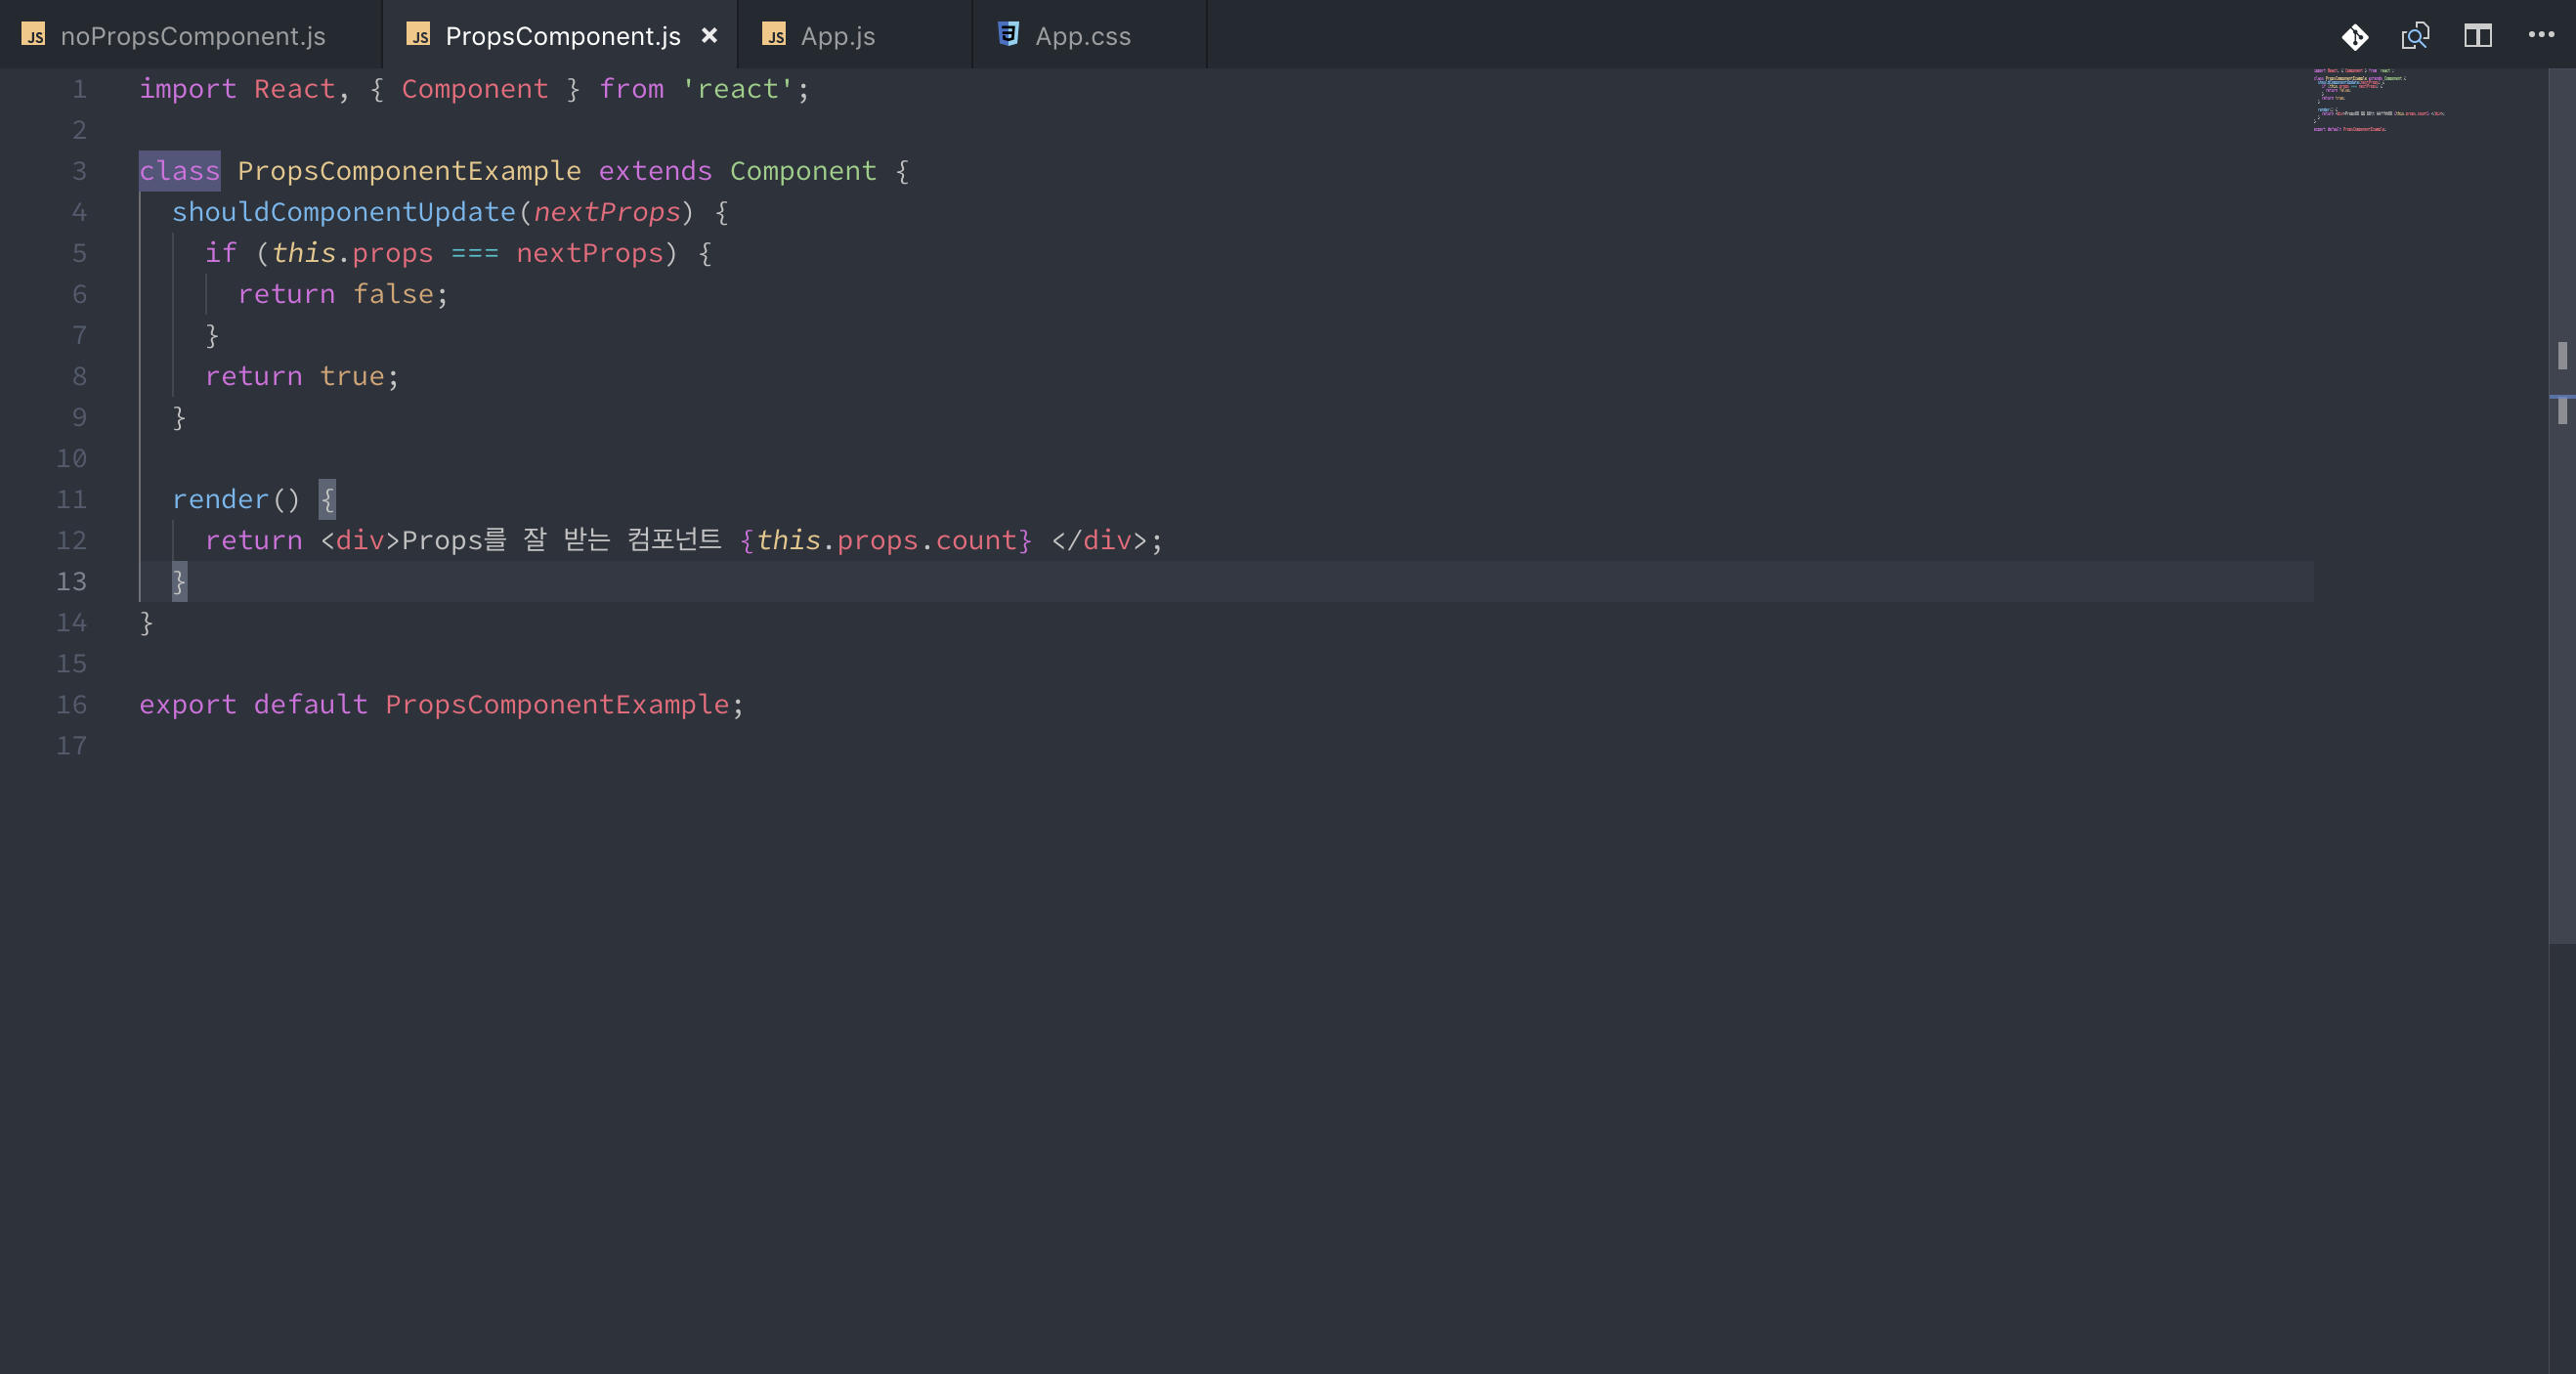 noPropsComponent.js PropsComponent.js × App.js App.css
1 import React, { Component } from 'react';
2
3 class PropsComponentExample extends Component {
4   shouldComponentUpdate(nextProps) {
5     if (this.props === nextProps) {
6       return false;
7     }
8     return true;
9   }
10
11   render() {
12     return <div>Props를 잘 받는 컴포넌트 {this.props.count} </div>;
13   }
14 }
15
16 export default PropsComponentExample;
17